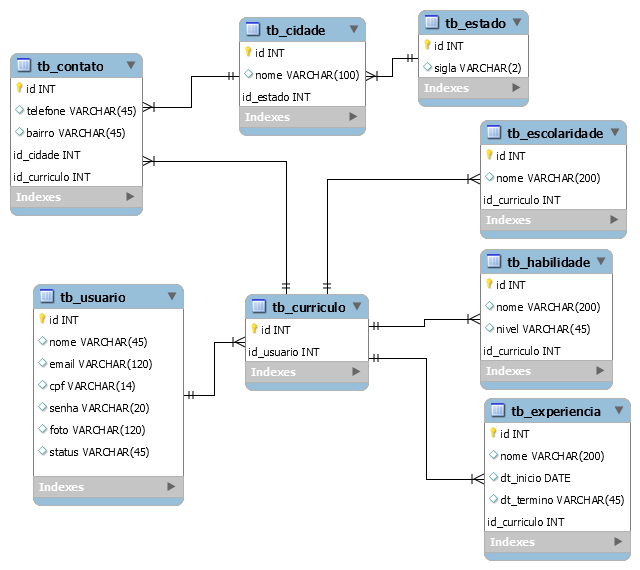 tb_contato
id INT
telefone VARCHAR(45)
bairro VARCHAR(45)
id_cidade INT
id_curriculo INT
Indexes
tb_cidade
id INT
nome VARCHAR(100)
id_estado INT
Indexes
tb_estado
id INT
sigla VARCHAR(2)
Indexes
tb_escolaridade
id INT
nome VARCHAR(200)
id_curriculo INT
Indexes
tb_usuario
id INT
nome VARCHAR(45)
email VARCHAR(120)
cpf VARCHAR(14)
senha VARCHAR(20)
foto VARCHAR(120)
status VARCHAR(45)
Indexes
tb_curriculo
id INT
id_usuario INT
Indexes
tb_habilidade
id INT
nome VARCHAR(200)
nivel VARCHAR(45)
id_curriculo INT
Indexes
tb_experiencia
id INT
nome VARCHAR(200)
dt_inicio DATE
dt_termino VARCHAR(45)
id_curriculo INT
Indexes